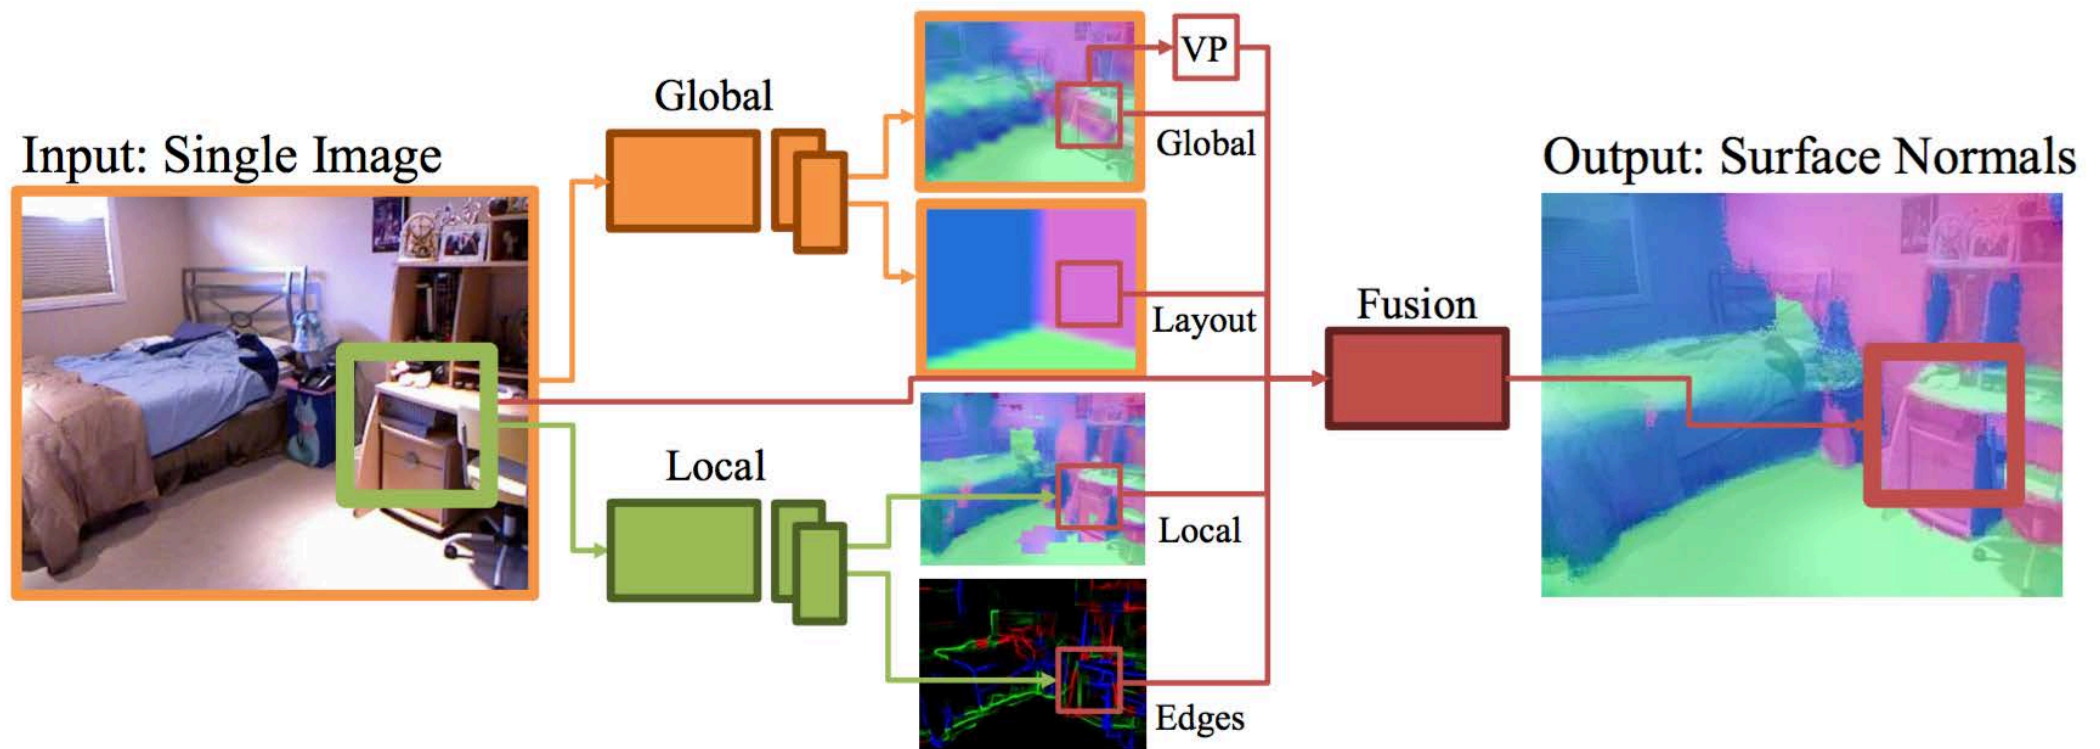 Input: Single Image
Global
VP
Global
Layout
Local
Local
Edges
Fusion
Output: Surface Normals